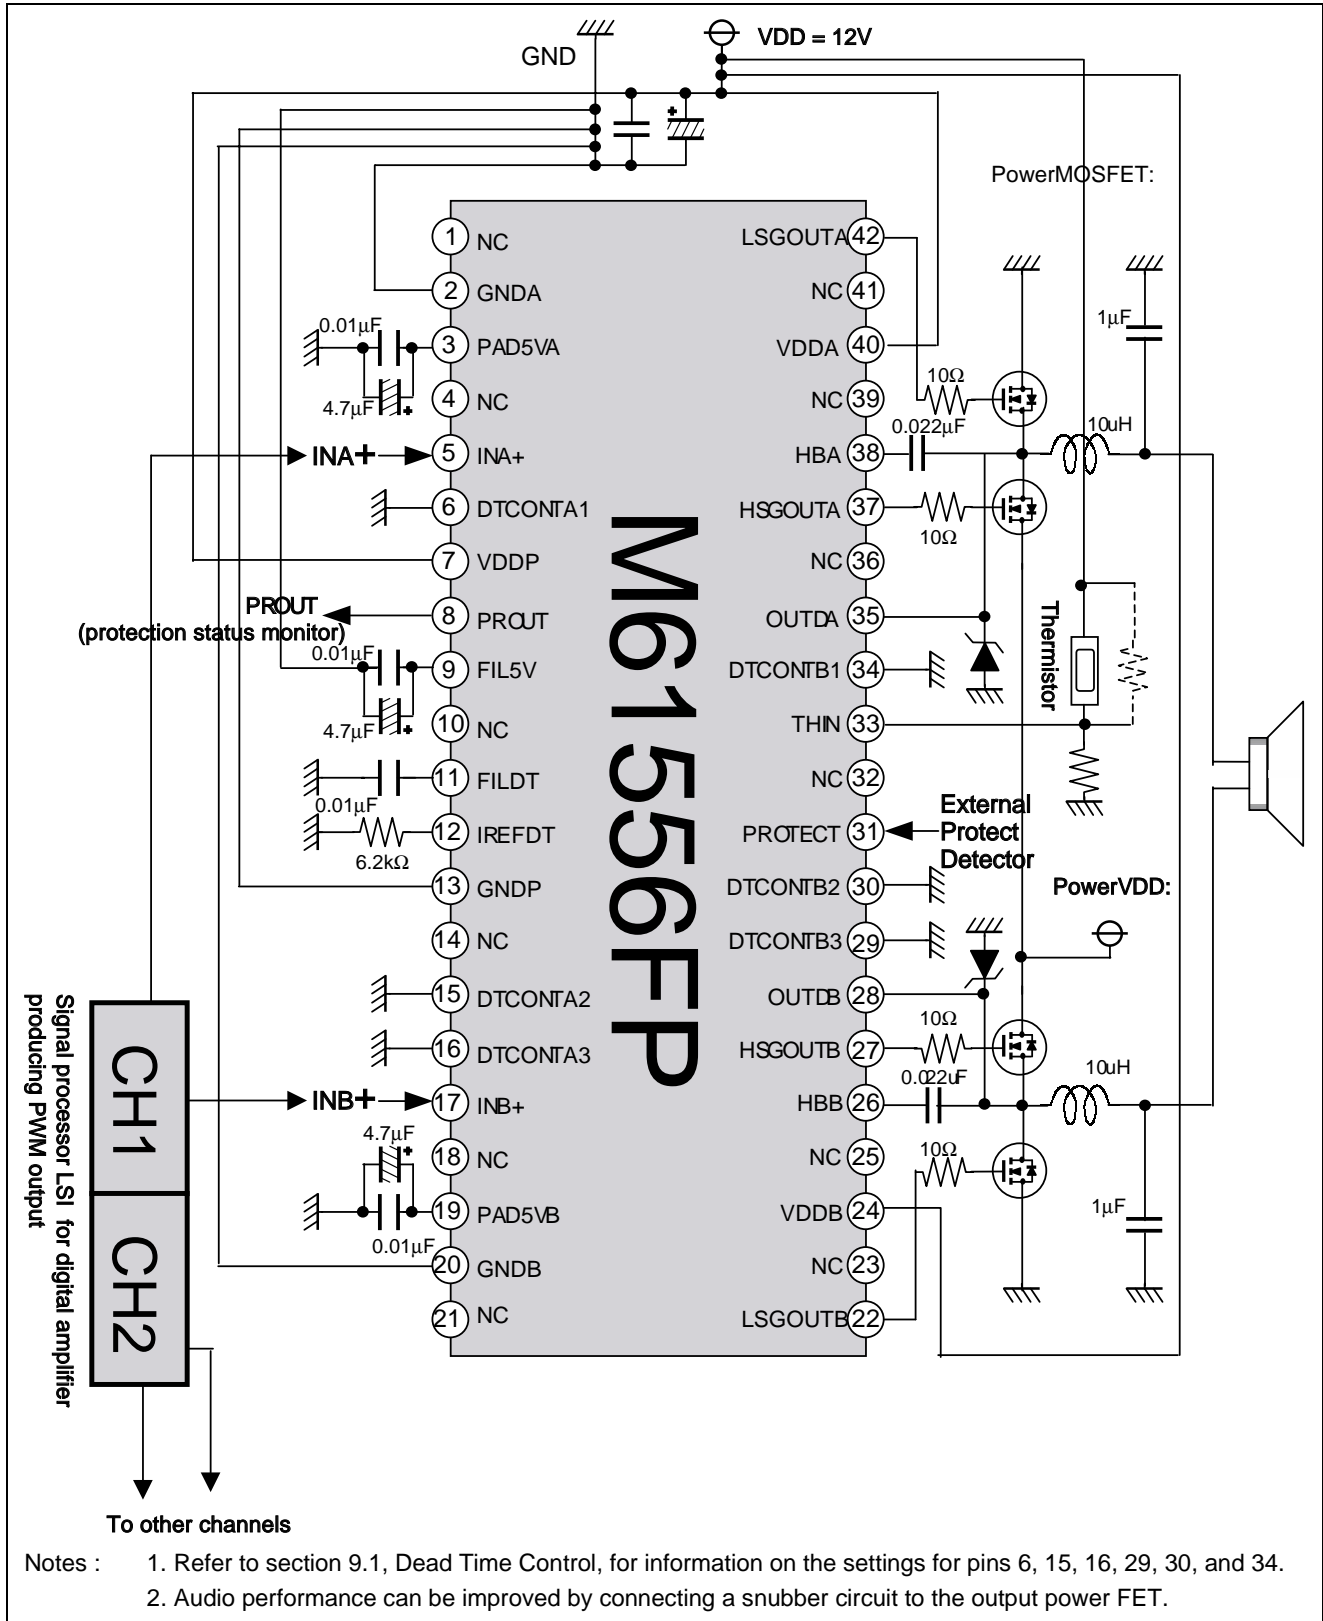 GND
VDD = 12V
PowerMOSFET:
1 NC
2 GNDA
0.01µF
3 PAD5VA
4.7µF
4 NC
INA+
5 INA+
6 DTCONTA1
7 VDDP
PROUT
(protection status monitor)
8 PROUT
0.01µF
9 FIL5V
4.7µF
10 NC
11 FILDT
0.01µF
12 IREFDT
6.2kΩ
13 GNDP
14 NC
15 DTCONTA2
16 DTCONTA3
INB+
17 INB+
4.7µF
18 NC
19 PAD5VB
0.01µF
20 GNDB
21 NC
M61556FP
LSGOUTA 42
NC 41
1µF
VDDA 40
10Ω
NC 39
0.022µF
10uH
HBA 38
HSGOUTA 37
10Ω
NC 36
OUTDA 35
Thermistor
DTCONTB1 34
THIN 33
NC 32
PROTECT 31
External
Protect
Detector
DTCONTB2 30
PowerVDD:
DTCONTB3 29
OUTDB 28
10Ω
HSGOUTB 27
0.022uF
10uH
HBB 26
10Ω
NC 25
VDDB 24
1µF
NC 23
LSGOUTB 22
Signal processor LSI for digital amplifier
producing PWM output
CH1
CH2
To other channels
Notes : 1. Refer to section 9.1, Dead Time Control, for information on the settings for pins 6, 15, 16, 29, 30, and 34.
2. Audio performance can be improved by connecting a snubber circuit to the output power FET.